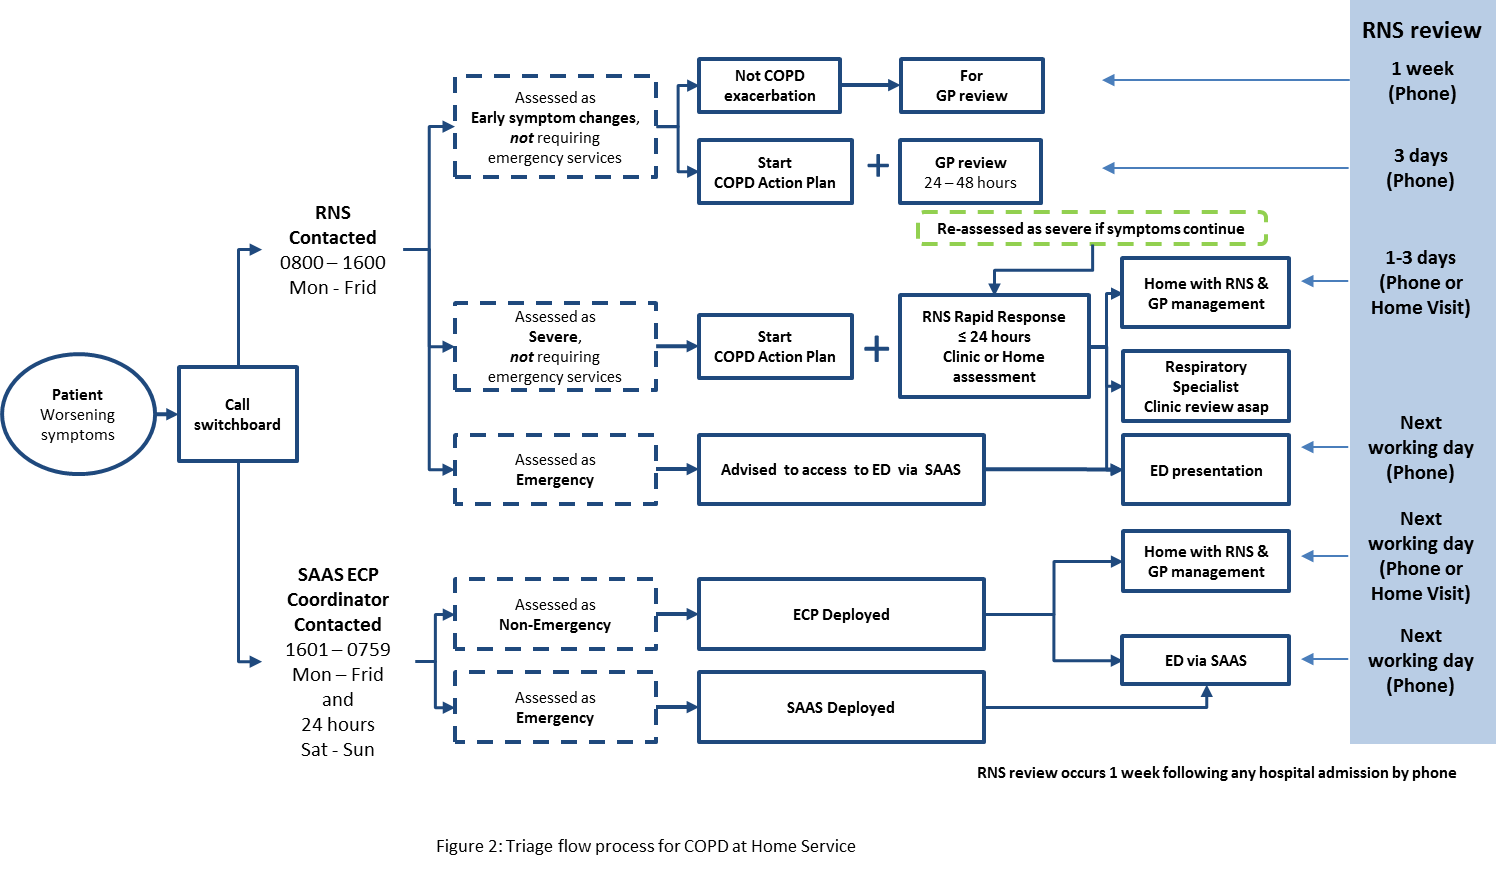 RNS review
1 week
(Phone)
3 days
(Phone)
1-3 days
(Phone or
Home Visit)
Next
working day
(Phone)
Next
working day
(Phone or
Home Visit)
Next
working day
(Phone)
Patient
Worsening
symptoms
Call
switchboard
RNS
Contacted
0800 – 1600
Mon - Frid
Assessed as
Early symptom changes,
not requiring
emergency services
Not COPD
exacerbation
For
GP review
Start
COPD Action Plan
+
GP review
24 – 48 hours
Re-assessed as severe if symptoms continue
Assessed as
Severe,
not requiring
emergency services
Start
COPD Action Plan
+
RNS Rapid Response
≤ 24 hours
Clinic or Home
assessment
Home with RNS &
GP management
Respiratory
Specialist
Clinic review asap
Assessed as
Emergency
Advised to access to ED via SAAS
ED presentation
SAAS ECP
Coordinator
Contacted
1601 – 0759
Mon – Frid
and
24 hours
Sat - Sun
Assessed as
Non-Emergency
ECP Deployed
Home with RNS &
GP management
ED via SAAS
Assessed as
Emergency
SAAS Deployed
RNS review occurs 1 week following any hospital admission by phone
Figure 2: Triage flow process for COPD at Home Service